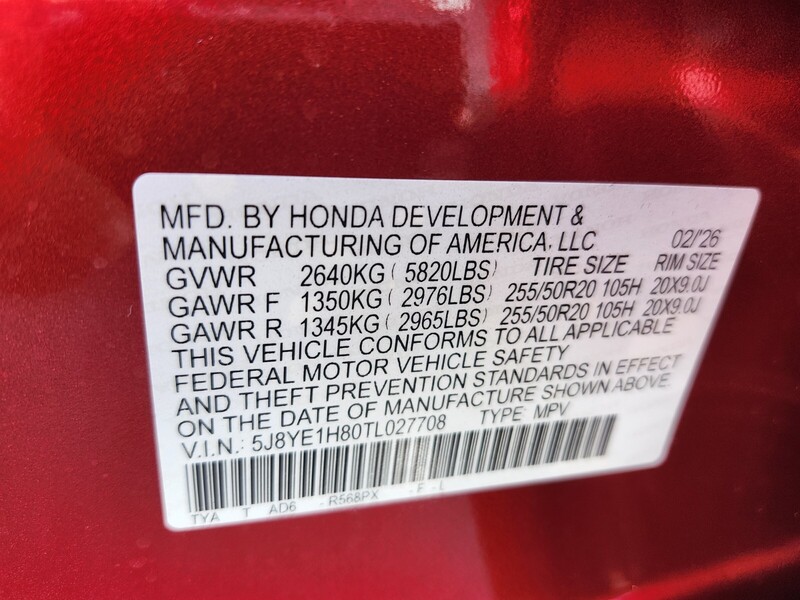 MFD. BY HONDA DEVELOPMENT &
MANUFACTURING OF AMERICA, LLC 02/'26
GVWR 2640KG ( 5820LBS) TIRE SIZE RIM SIZE
GAWR F 1350KG ( 2976LBS) 255/50R20 105H 20X9.0J
GAWR R 1345KG ( 2965LBS) 255/50R20 105H 20X9.0J
THIS VEHICLE CONFORMS TO ALL APPLICABLE
FEDERAL MOTOR VEHICLE SAFETY
AND THEFT PREVENTION STANDARDS IN EFFECT
ON THE DATE OF MANUFACTURE SHOWN ABOVE.
V.I.N.: 5J8YE1H80TL027708 TYPE: MPV
TYA T AD6 - R568PX - F - L